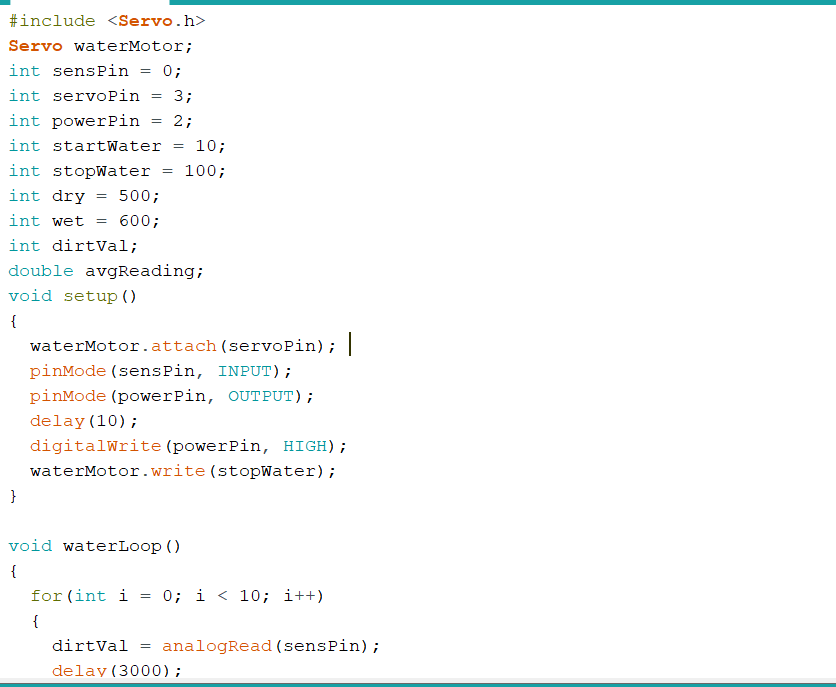 #include <Servo.h>
Servo waterMotor;
int sensPin = 0;
int servoPin = 3;
int powerPin = 2;
int startWater = 10;
int stopWater = 100;
int dry = 500;
int wet = 600;
int dirtVal;
double avgReading;
void setup()
{
  waterMotor.attach(servoPin);
  pinMode(sensPin, INPUT);
  pinMode(powerPin, OUTPUT);
  delay(10);
  digitalWrite(powerPin, HIGH);
  waterMotor.write(stopWater);
}

void waterLoop()
{
  for(int i = 0; i < 10; i++)
  {
    dirtVal = analogRead(sensPin);
    delay(3000);